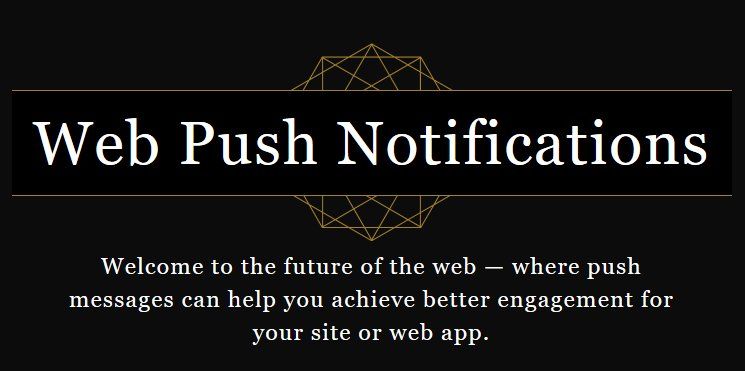 Web Push Notifications
Welcome to the future of the web — where push
messages can help you achieve better engagement for
your site or web app.